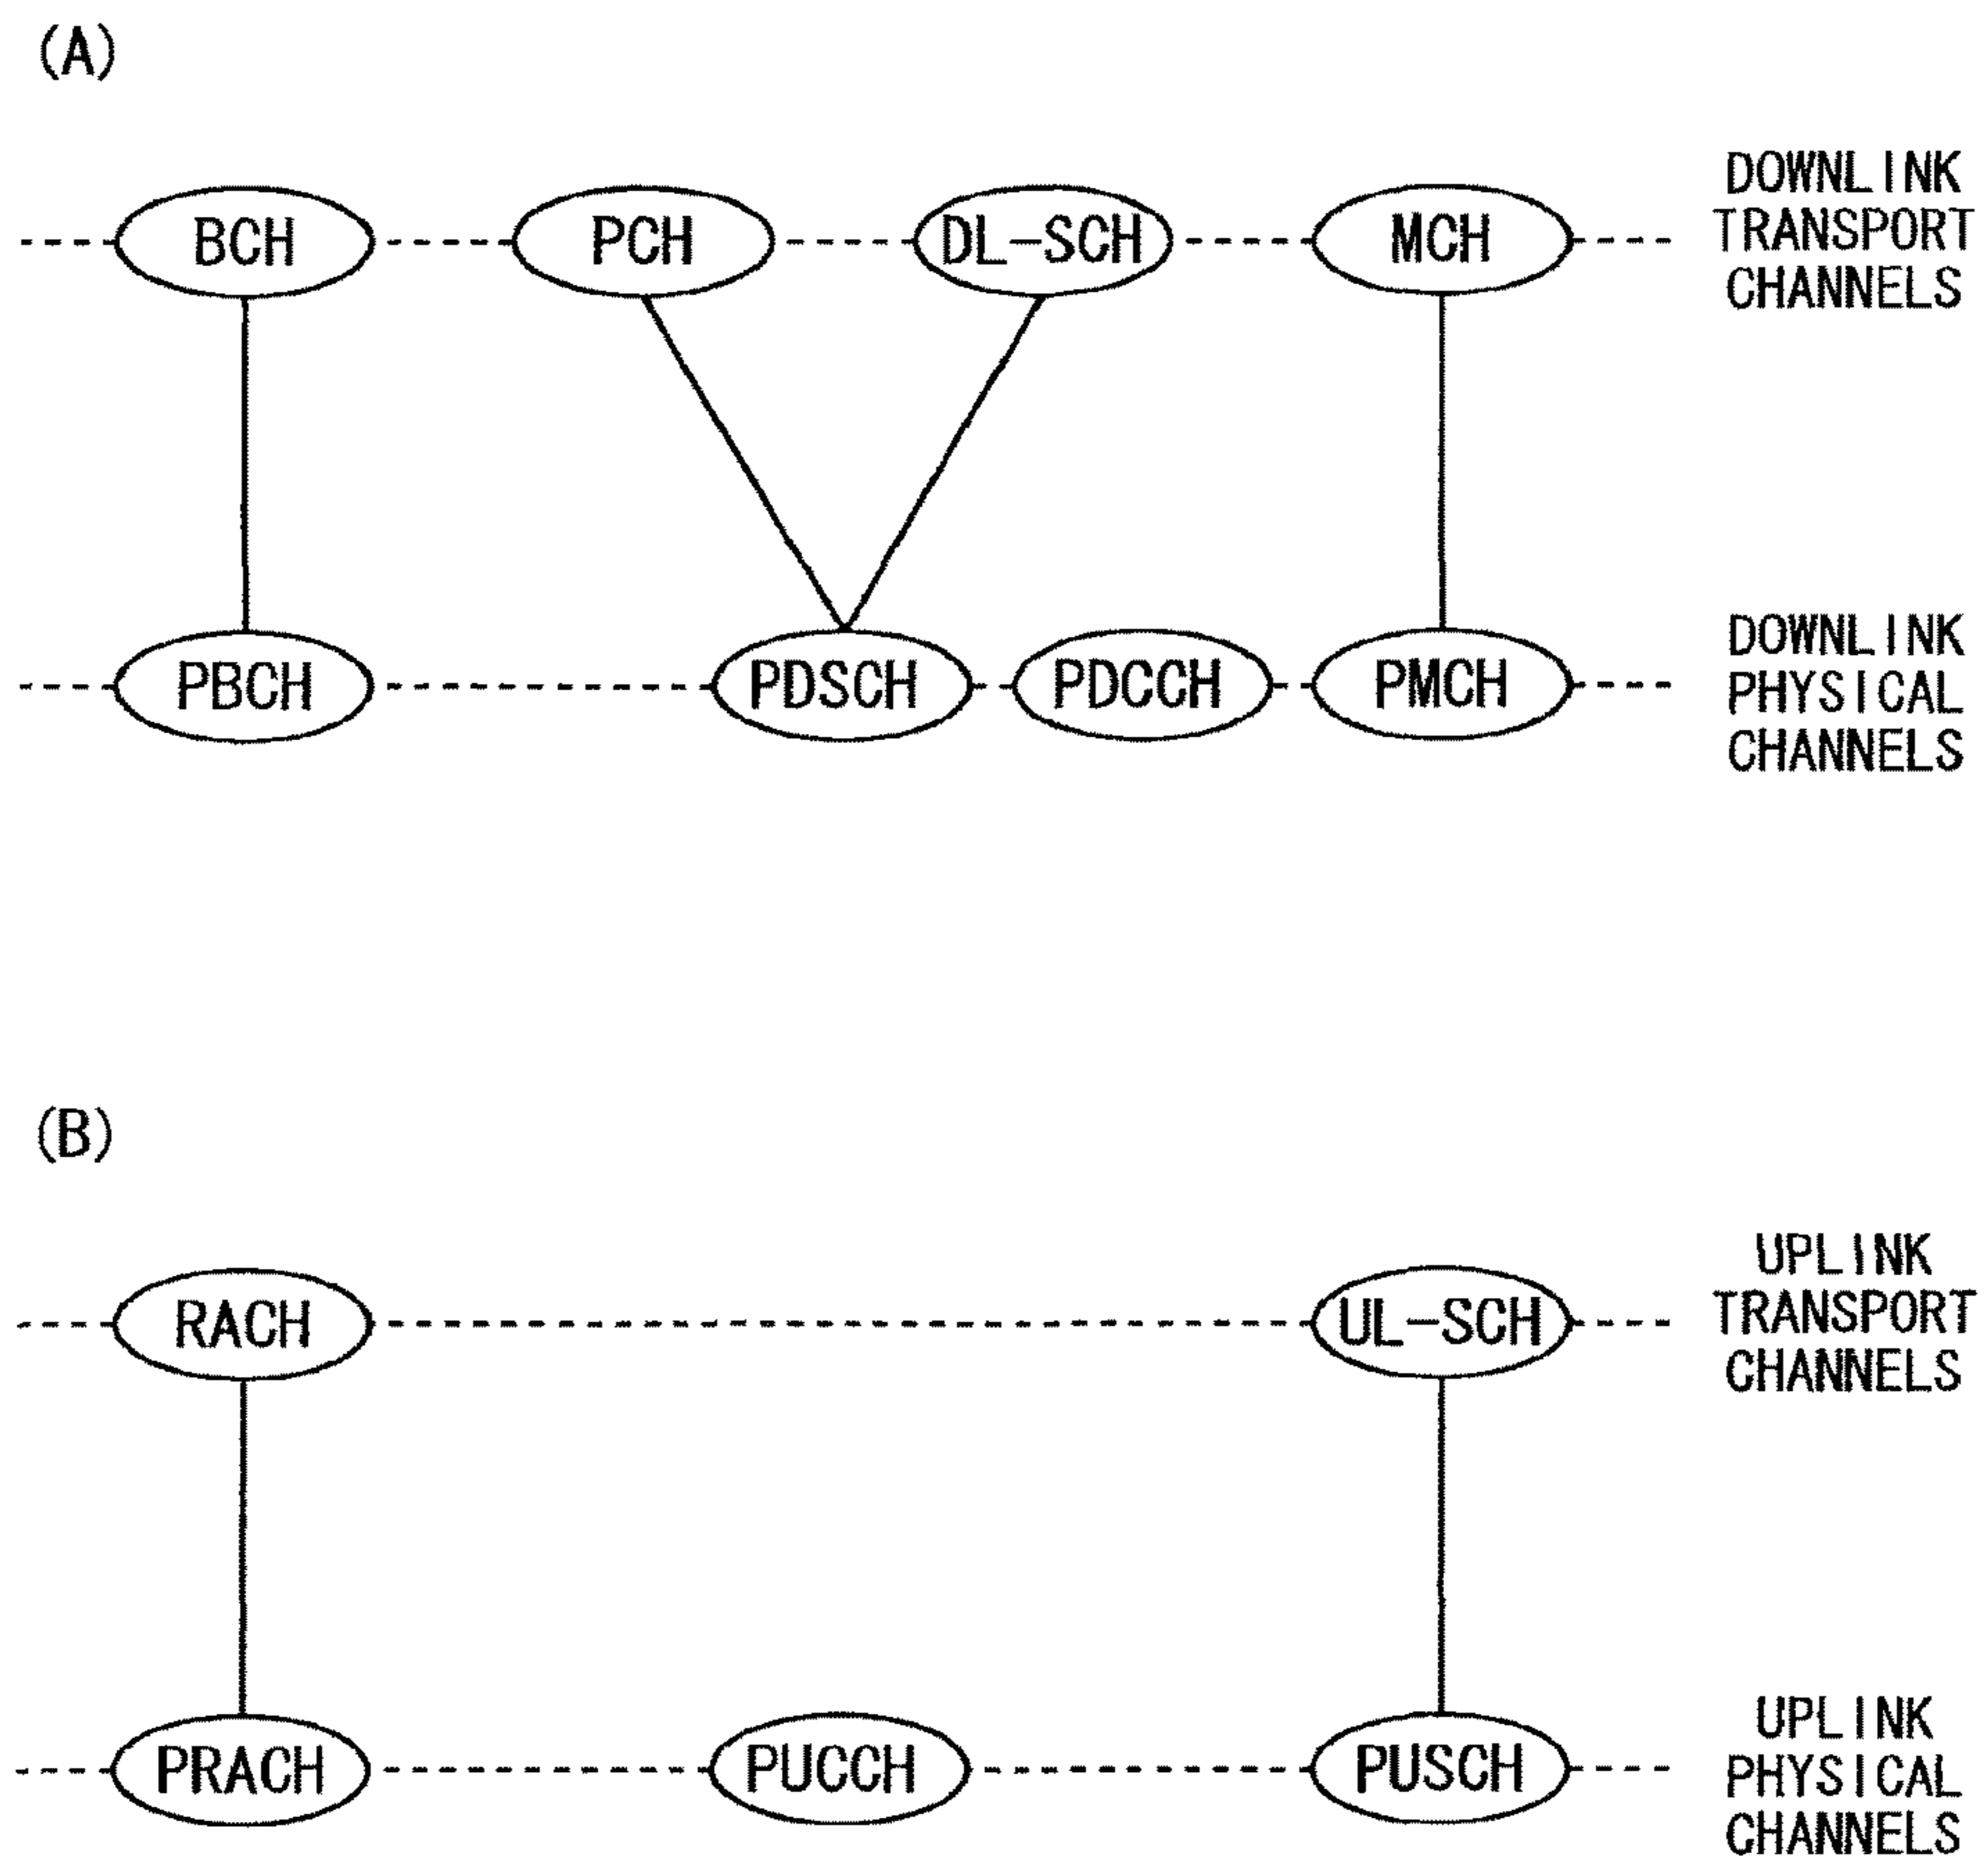 (A)
BCH PCH DL-SCH MCH
DOWNLINK
TRANSPORT
CHANNELS
PBCH PDSCH PDCCH PMCH
DOWNLINK
PHYSICAL
CHANNELS
(B)
RACH UL-SCH
UPLINK
TRANSPORT
CHANNELS
PRACH PUCCH PUSCH
UPLINK
PHYSICAL
CHANNELS